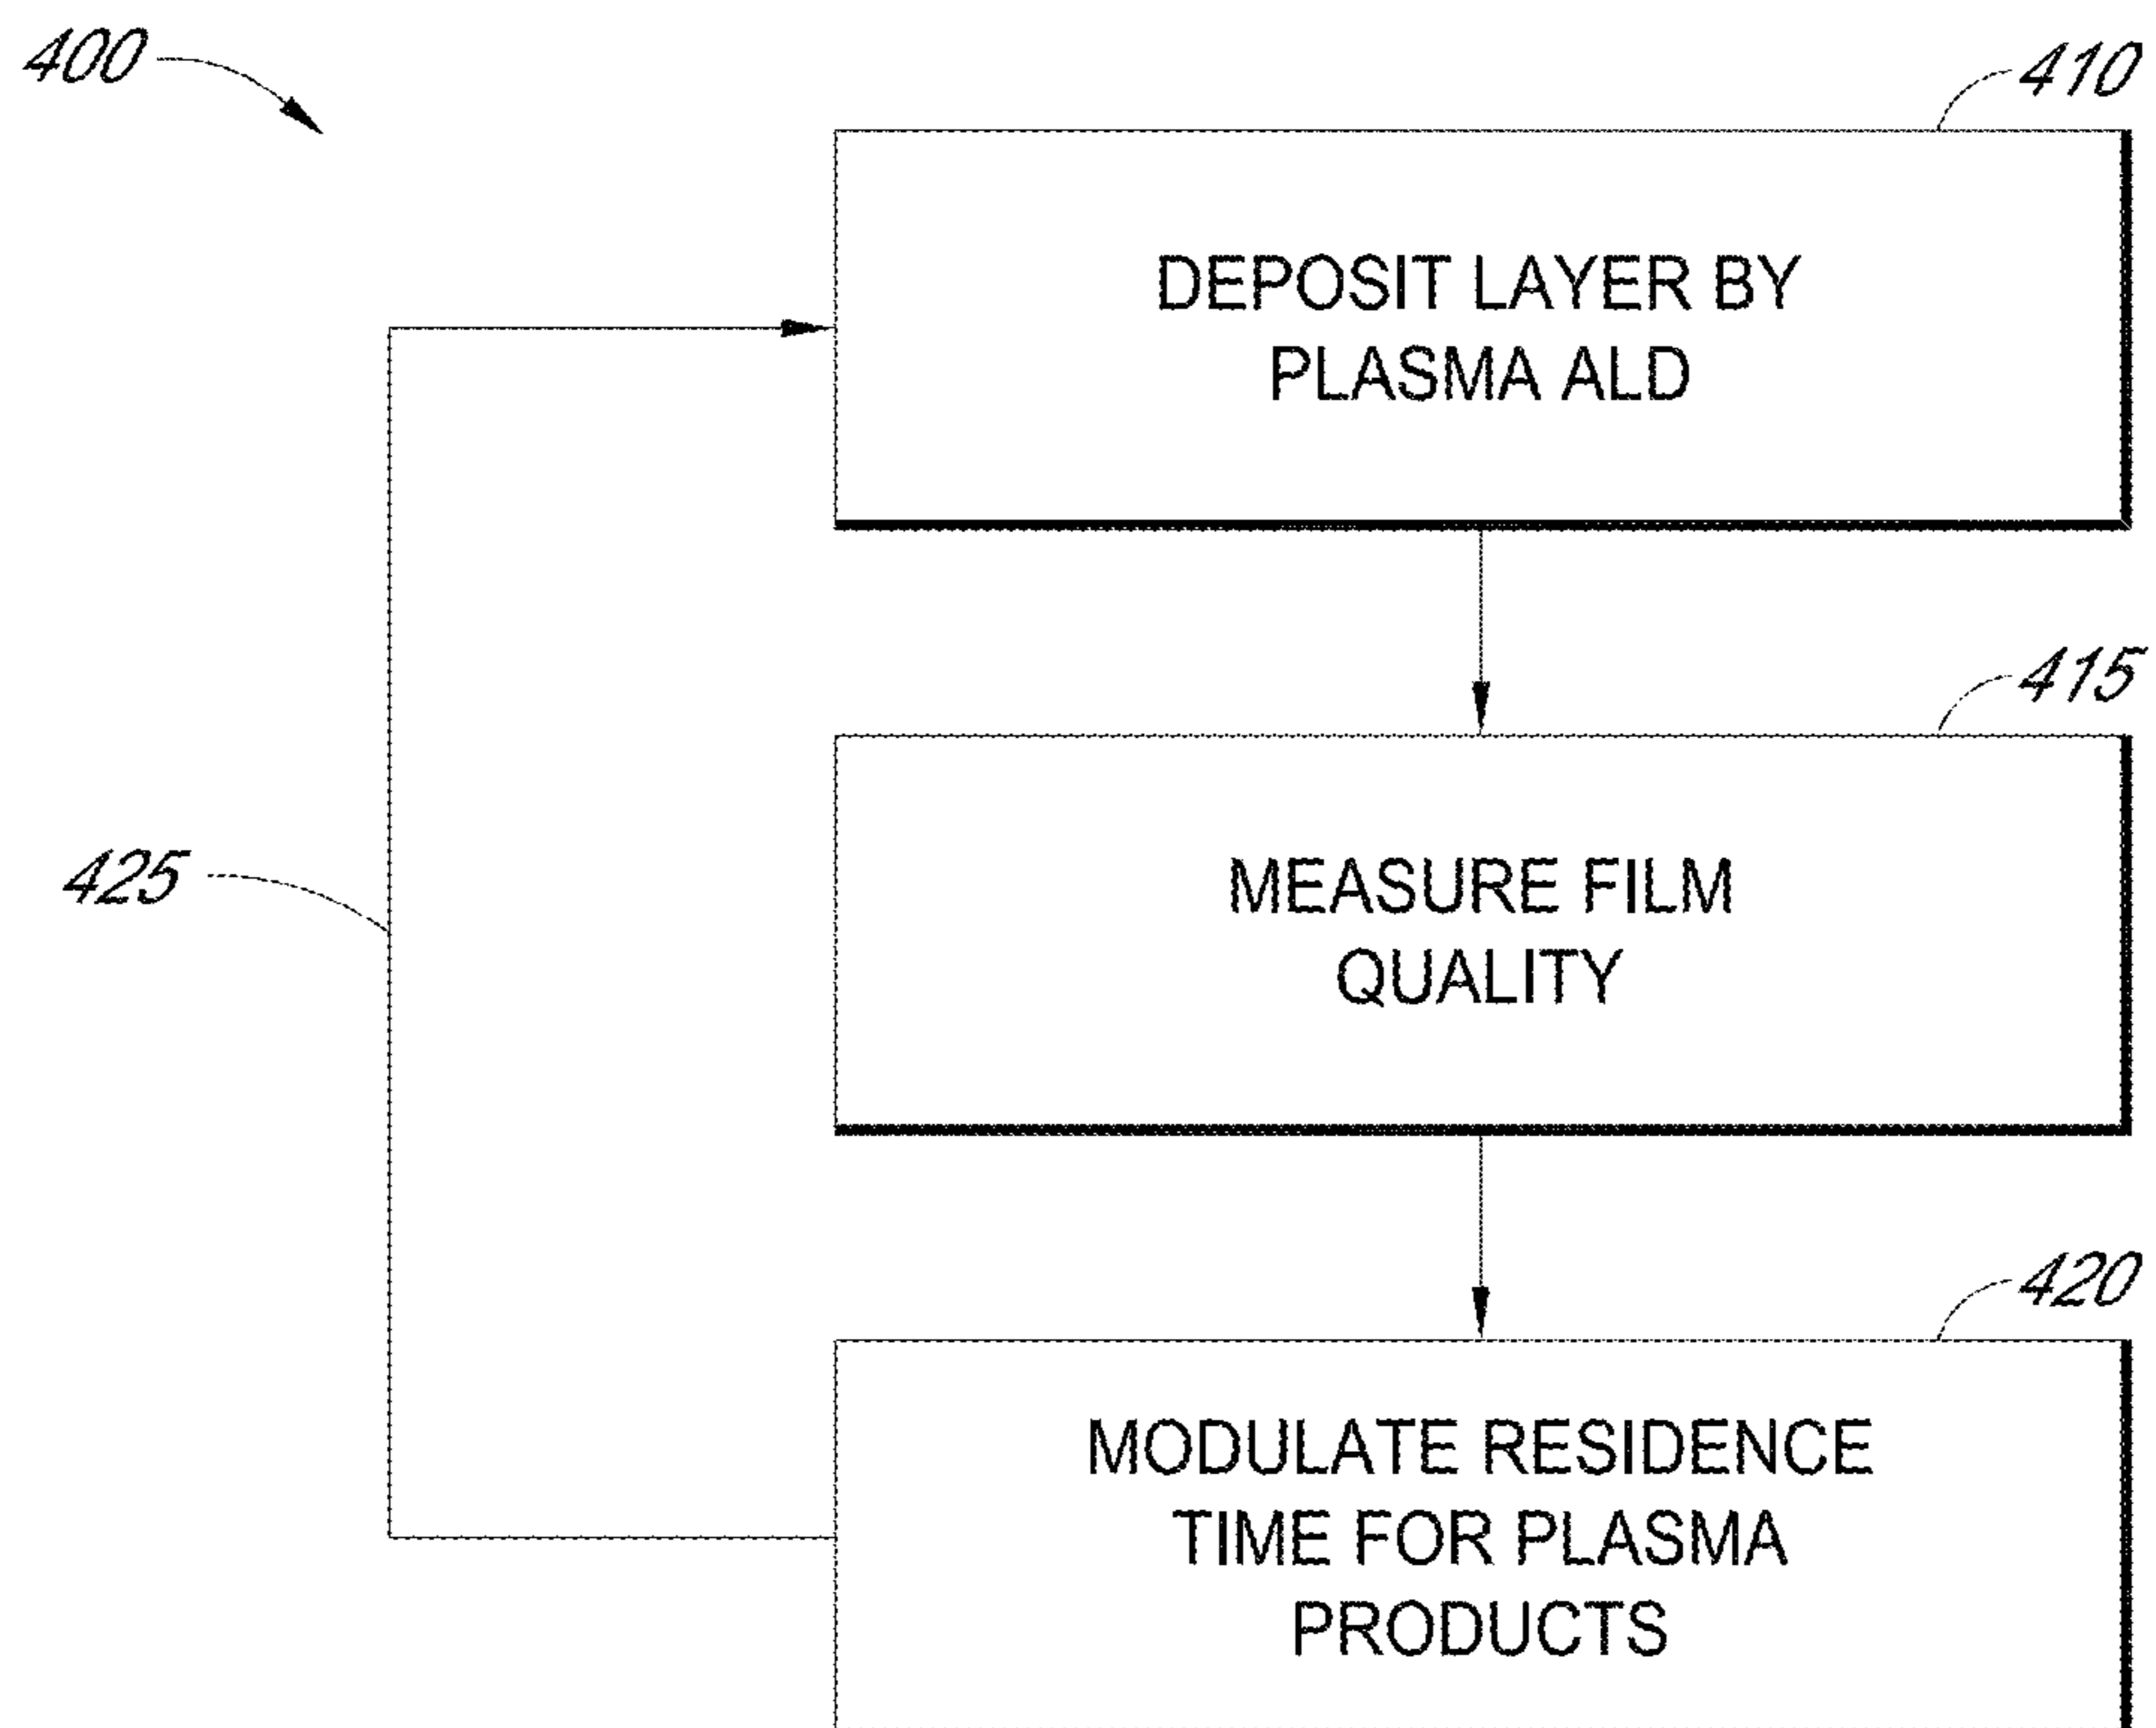 400
410
DEPOSIT LAYER BY
PLASMA ALD
415
MEASURE FILM
QUALITY
425
420
MODULATE RESIDENCE
TIME FOR PLASMA
PRODUCTS